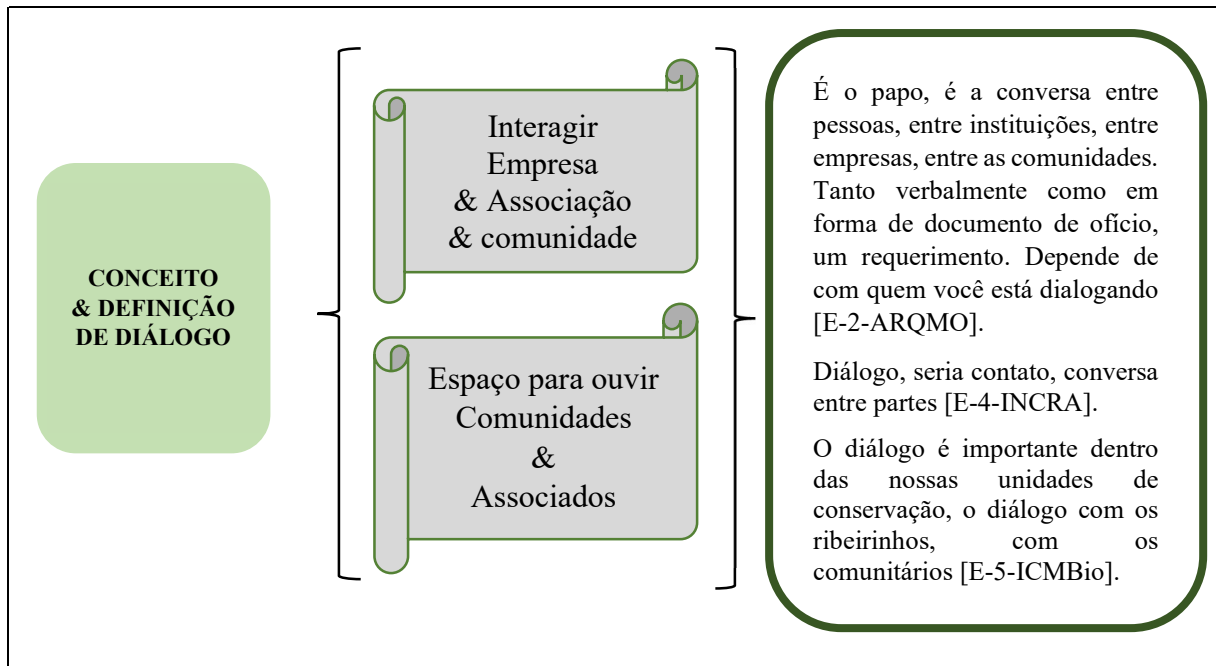 CONCEITO
& DEFINIÇÃO
DE DIÁLOGO
Interagir
Empresa
& Associação
& comunidade
Espaço para ouvir
Comunidades
&
Associados
É o papo, é a conversa entre
pessoas, entre instituições, entre
empresas, entre as comunidades.
Tanto verbalmente como em
forma de documento de ofício,
um requerimento. Depende de
com quem você está dialogando
[E-2-ARQMO].
Diálogo, seria contato, conversa
entre partes [E-4-INCRA].
O diálogo é importante dentro
das nossas unidades de
conservação, o diálogo com os
ribeirinhos, com os
comunitários [E-5-ICMBio].